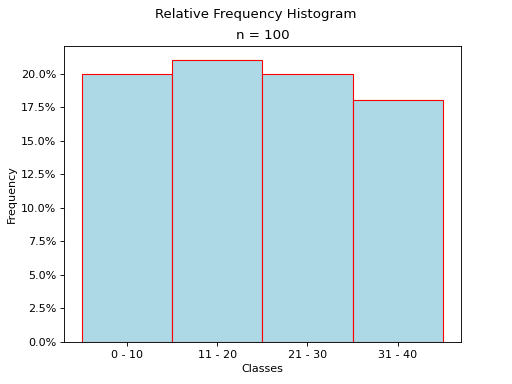 Relative Frequency Histogram
n = 100
20.0%
17.5%
15.0%
12.5%
10.0%
7.5%
5.0%
2.5%
0.0%
Frequency
0 - 10
11 - 20
21 - 30
31 - 40
Classes